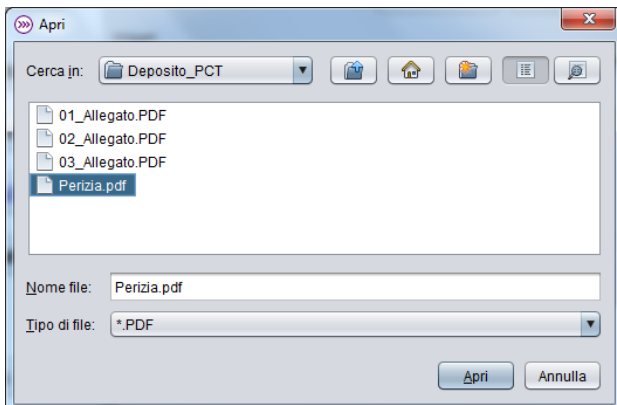 Apri
Cerca in: Deposito_PCT
01_Allegato.PDF
02_Allegato.PDF
03_Allegato.PDF
Perizia.pdf
Nome file: Perizia.pdf
Tipo di file: *.PDF
Apri Annulla